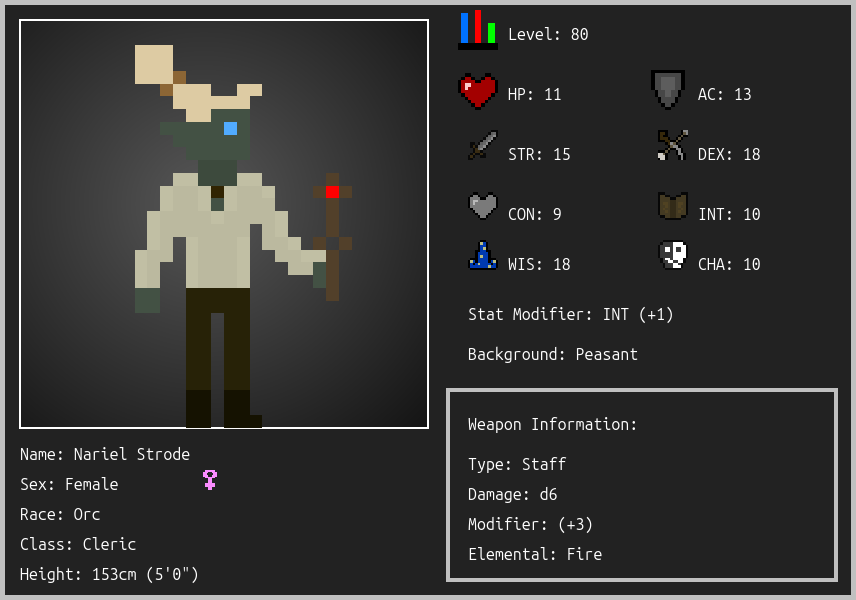 Level: 80
HP: 11
AC: 13
STR: 15
DEX: 18
CON: 9
INT: 10
WIS: 18
CHA: 10
Stat Modifier: INT (+1)
Background: Peasant
Weapon Information:
Type: Staff
Damage: d6
Modifier: (+3)
Elemental: Fire
Name: Nariel Strode
Sex: Female
Race: Orc
Class: Cleric
Height: 153cm (5'0")